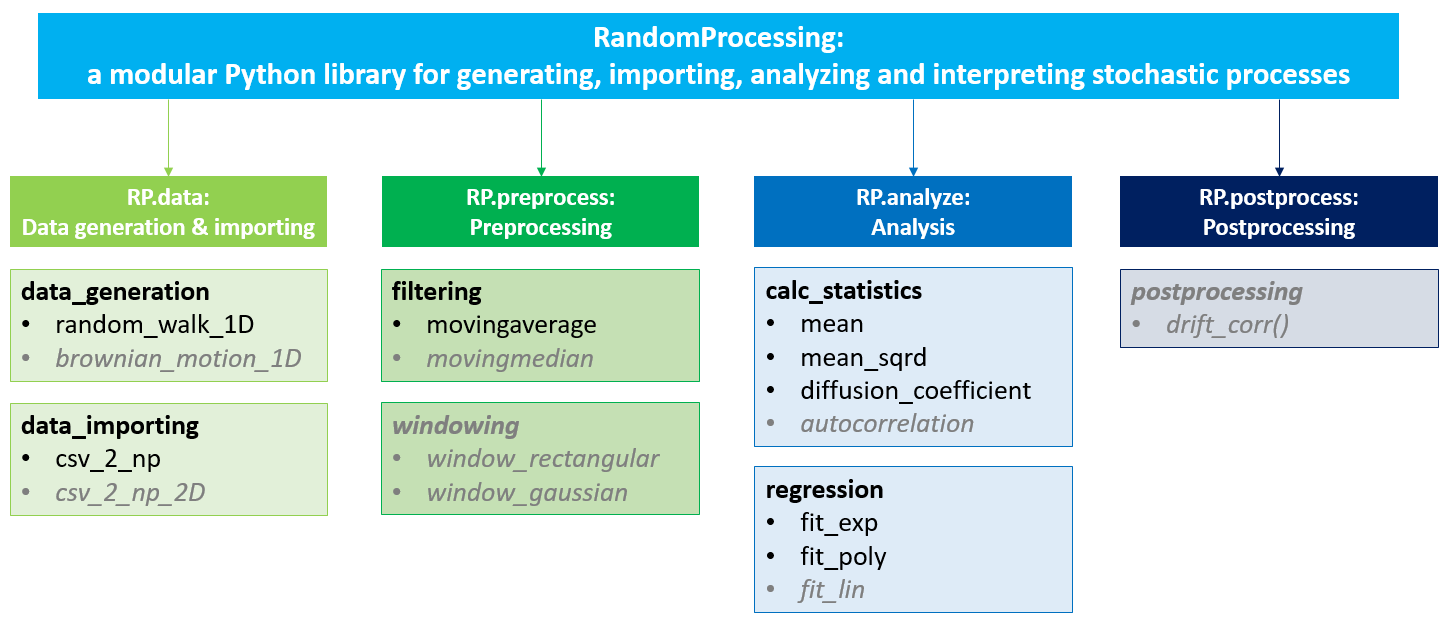 RandomProcessing:
a modular Python library for generating, importing, analyzing and interpreting stochastic processes
RP.data:
Data generation & importing
data_generation
• random_walk_1D
• brownian_motion_1D
data_importing
• csv_2_np
• csv_2_np_2D
RP.preprocess:
Preprocessing
filtering
• movingaverage
• movingmedian
windowing
• window_rectangular
• window_gaussian
RP.analyze:
Analysis
calc_statistics
• mean
• mean_sqrd
• diffusion_coefficient
• autocorrelation
regression
• fit_exp
• fit_poly
• fit_lin
RP.postprocess:
Postprocessing
postprocessing
• drift_corr()